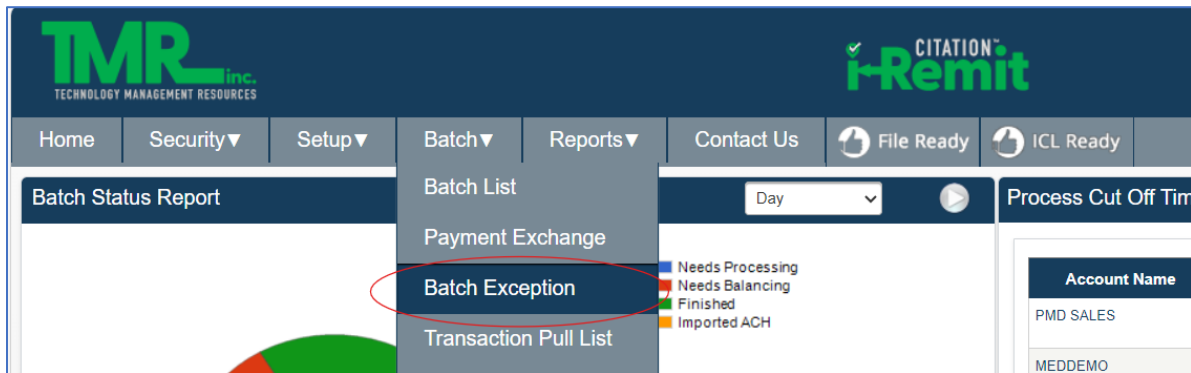 TMR inc.
TECHNOLOGY MANAGEMENT RESOURCES
CITATION™
i-Remit
Home Security▼ Setup▼ Batch▼ Reports▼ Contact Us File Ready ICL Ready
Batch List
Payment Exchange
Batch Exception
Transaction Pull List
Batch Status Report
Day
Needs Processing
Needs Balancing
Finished
Imported ACH
Process Cut Off Tim
Account Name
PMD SALES
MEDDEMO